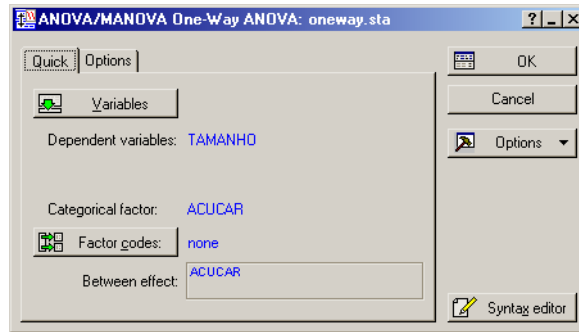 ANOVA/MANOVA One-Way ANOVA: oneway.sta
Quick Options
OK
Variables
Cancel
Dependent variables: TAMANHO
Options
Categorical factor: ACUCAR
Factor codes: none
Between effect: ACUCAR
Syntax editor